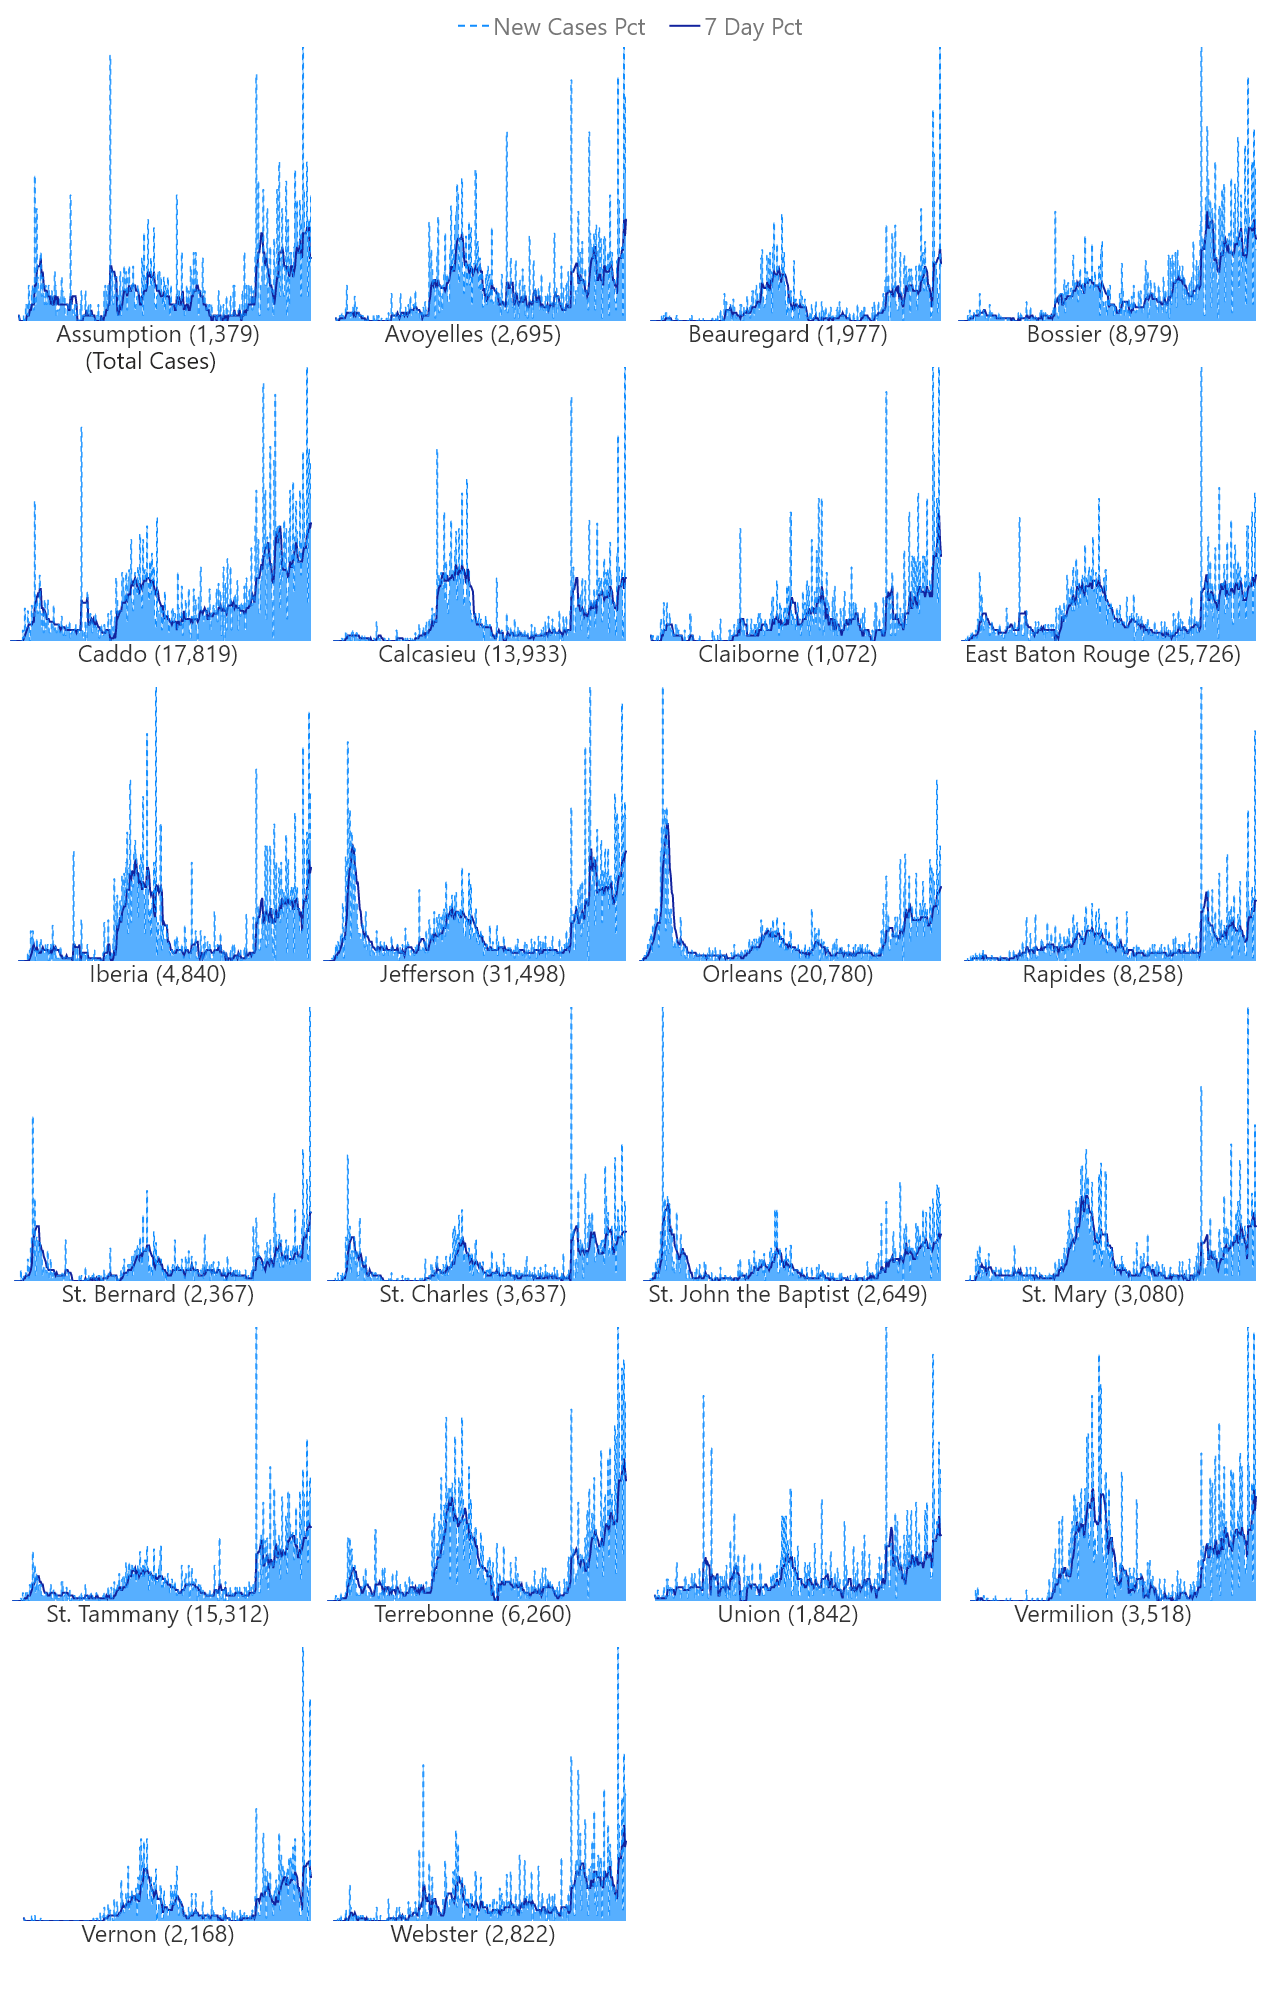 New Cases Pct 7 Day Pct
Assumption (1,379) Avoyelles (2,695) Beauregard (1,977) Bossier (8,979)
(Total Cases)
Caddo (17,819) Calcasieu (13,933) Claiborne (1,072) East Baton Rouge (25,726)
Iberia (4,840) Jefferson (31,498) Orleans (20,780) Rapides (8,258)
St. Bernard (2,367) St. Charles (3,637) St. John the Baptist (2,649) St. Mary (3,080)
St. Tammany (15,312) Terrebonne (6,260) Union (1,842) Vermilion (3,518)
Vernon (2,168) Webster (2,822)